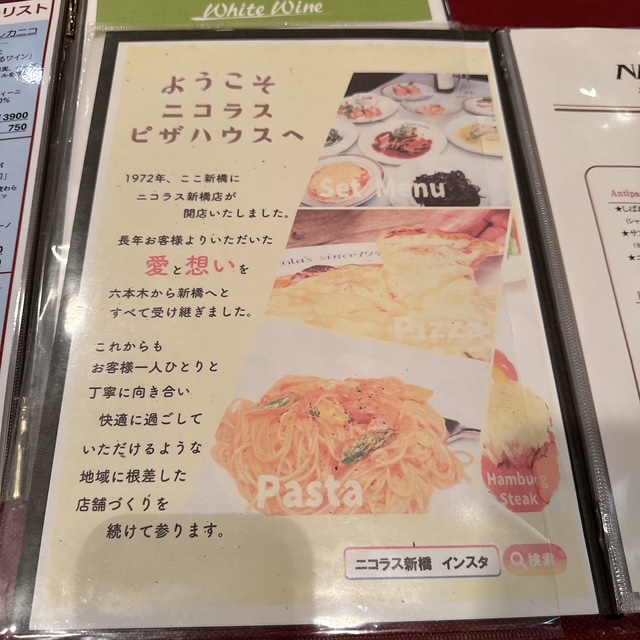 White Wine
リスト
3900
750
ようこそ
ニコラス
ピザハウスへ
1972年、ここ新橋に
ニコラス新橋店が
開店いたしました。
長年お客様よりいただいた
愛と想いを
六本木から新橋へと
すべて受け継ぎました。
これからも
お客様一人ひとりと
丁寧に向き合い
快適に過ごして
いただけるような
地域に根差した
店舗づくりを
続けて参ります。
Set Menu
ola's since195
Pizza
Pasta
Hamburg
Steak
ニコラス新橋 インスタ
検索
Antipa